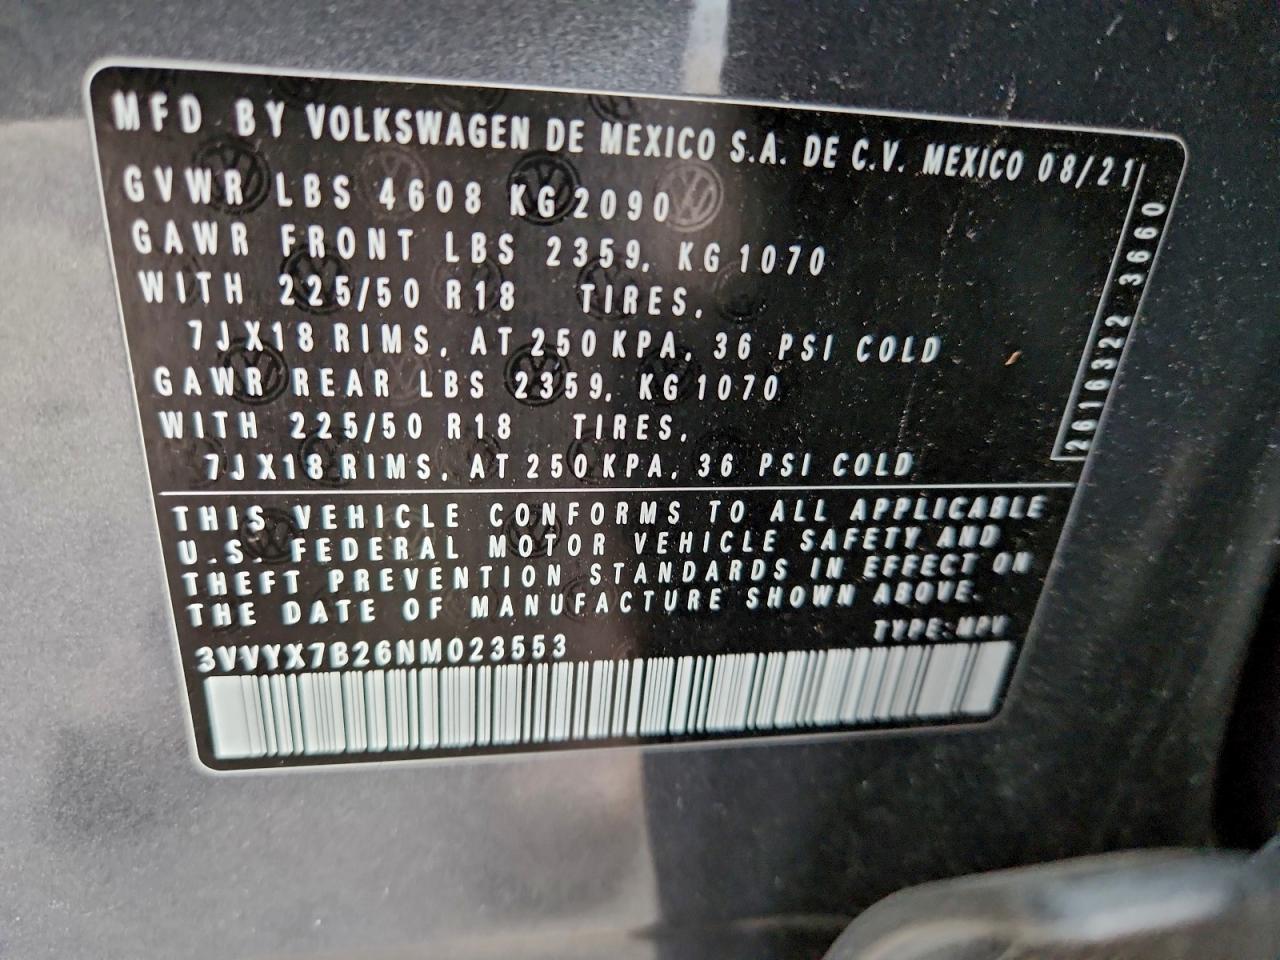 MFD BY VOLKSWAGEN DE MEXICO S.A. DE C.V. MEXICO 08/21
GVWR LBS 4608 KG 2090
GAWR FRONT LBS 2359, KG 1070
WITH 225/50 R18 TIRES,
7JX18 RIMS, AT 250 KPA, 36 PSI COLD
GAWR REAR LBS 2359, KG 1070
WITH 225/50 R18 TIRES,
7JX18 RIMS, AT 250 KPA, 36 PSI COLD
2616322 3660
THIS VEHICLE CONFORMS TO ALL APPLICABLE
U.S. FEDERAL MOTOR VEHICLE SAFETY AND
THEFT PREVENTION STANDARDS IN EFFECT ON
THE DATE OF MANUFACTURE SHOWN ABOVE.
TYPE: MPV
3VVYX7B26NM023553